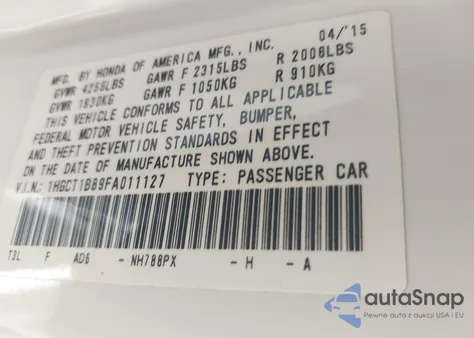 MFD. BY HONDA OF AMERICA MFG., INC. 04/'15
GVWR 4255LBS GAWR F 2315LBS R 2006LBS
GVWR 1930KG GAWR F 1050KG R 910KG
THIS VEHICLE CONFORMS TO ALL APPLICABLE
FEDERAL MOTOR VEHICLE SAFETY, BUMPER,
AND THEFT PREVENTION STANDARDS IN EFFECT
ON THE DATE OF MANUFACTURE SHOWN ABOVE.
V.I.N.: 1HGCT1B89FA011127 TYPE: PASSENGER CAR
T3L F AD6 - NH788PX - H - A
autoSnap
Pewne auta z USA i EU